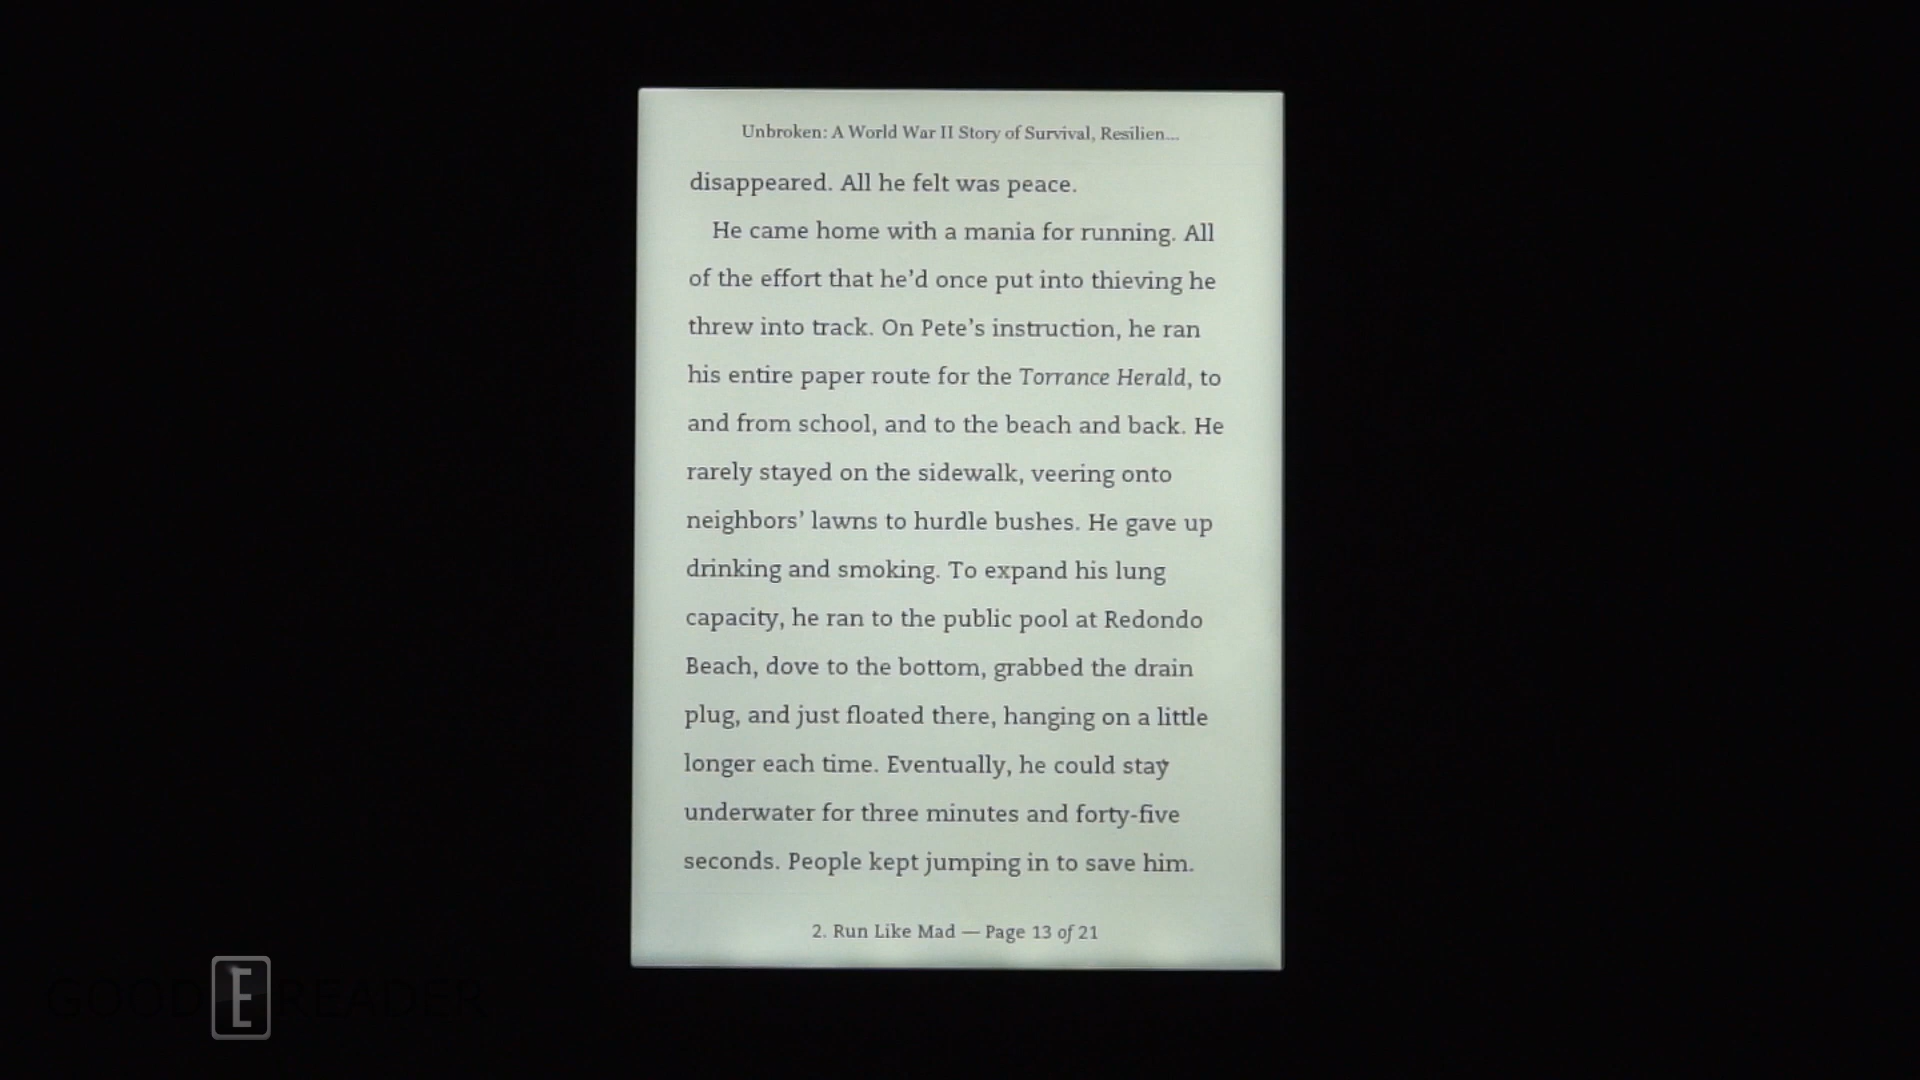 Unbroken: A World War II Story of Survival, Resilien...
disappeared. All he felt was peace.
He came home with a mania for running. All
of the effort that he’d once put into thieving he
threw into track. On Pete’s instruction, he ran
his entire paper route for the Torrance Herald, to
and from school, and to the beach and back. He
rarely stayed on the sidewalk, veering onto
neighbors’ lawns to hurdle bushes. He gave up
drinking and smoking. To expand his lung
capacity, he ran to the public pool at Redondo
Beach, dove to the bottom, grabbed the drain
plug, and just floated there, hanging on a little
longer each time. Eventually, he could stay
underwater for three minutes and forty-five
seconds. People kept jumping in to save him.
2. Run Like Mad — Page 13 of 21
GOOD E READER